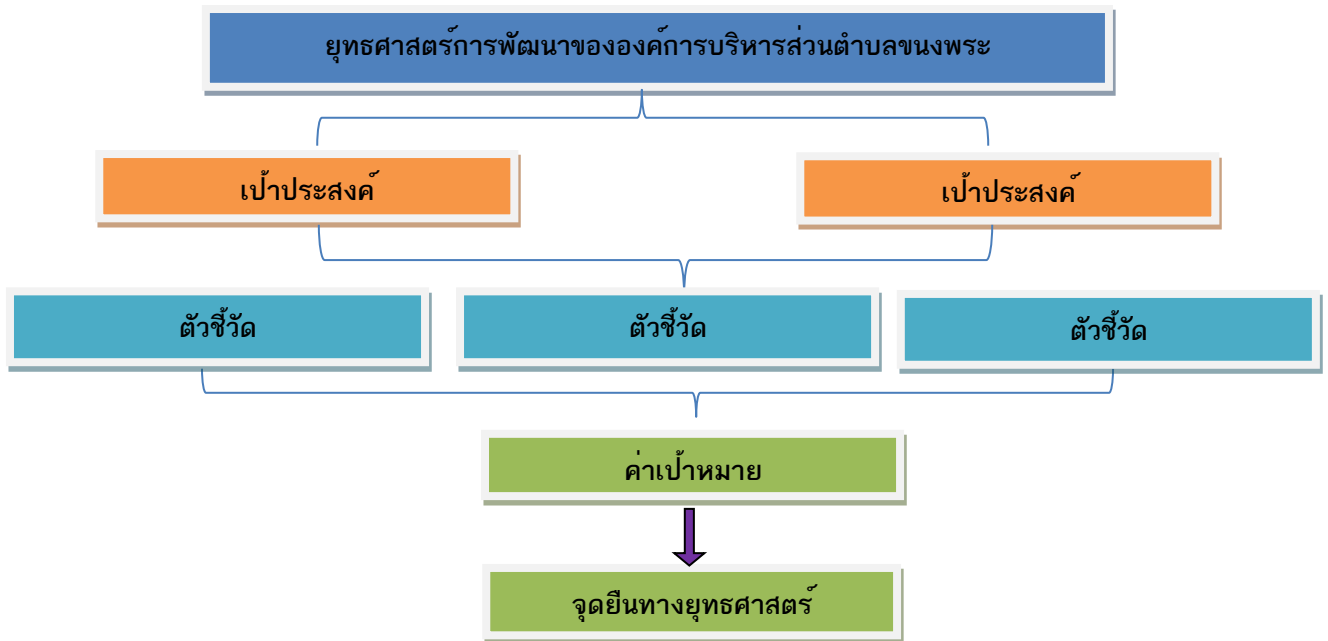 ยุทธศาสตร์การพัฒนาขององค์การบริหารส่วนตำบลขนงพระ
เป้าประสงค์
เป้าประสงค์
ตัวชี้วัด
ตัวชี้วัด
ตัวชี้วัด
ค่าเป้าหมาย
จุดยืนทางยุทธศาสตร์